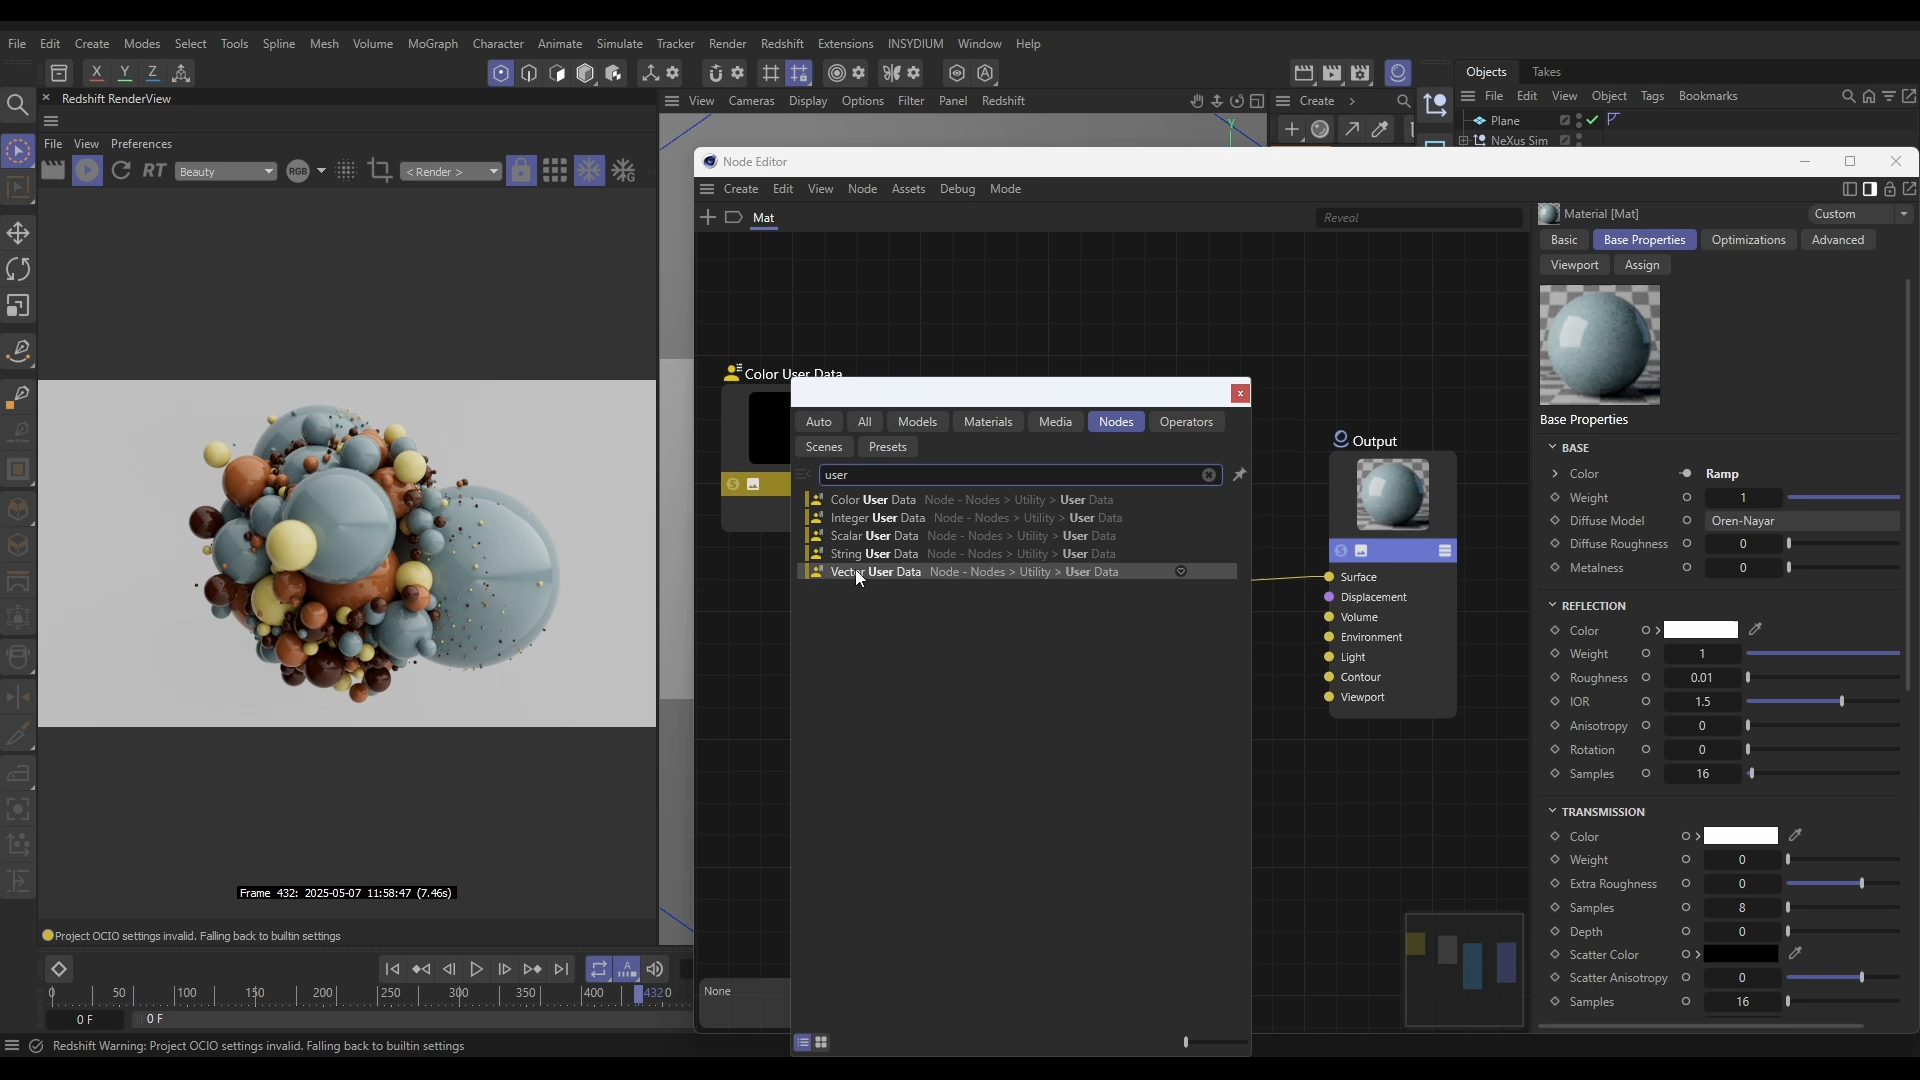 File Edit Create Modes Select Tools Spline Mesh Volume MoGraph Character Animate Simulate Tracker Render Redshift Extensions INSYDIUM Window Help
X Y Z
Objects Takes
Redshift RenderView
View Cameras Display Options Filter Panel Redshift
Create
File Edit View Object Tags Bookmarks
Plane
NeXus Sim
File View Preferences
RT Beauty RGB < Render >
Y
Node Editor
Create Edit View Node Assets Debug Mode
Mat
Reveal
Material [Mat]
Custom
Basic Base Properties Optimizations Advanced
Viewport Assign
Color User Data
Auto All Models Materials Media Nodes Operators
Scenes Presets
user
Color User Data Node - Nodes > Utility > User Data
Integer User Data Node - Nodes > Utility > User Data
Scalar User Data Node - Nodes > Utility > User Data
String User Data Node - Nodes > Utility > User Data
Vector User Data Node - Nodes > Utility > User Data
Output
Surface
Displacement
Volume
Environment
Light
Contour
Viewport
None
Base Properties
BASE
Color Ramp
Weight 1
Diffuse Model Oren-Nayar
Diffuse Roughness 0
Metalness 0
REFLECTION
Color
Weight 1
Roughness 0.01
IOR 1.5
Anisotropy 0
Rotation 0
Samples 16
TRANSMISSION
Color
Weight 0
Extra Roughness 0
Samples 8
Depth 0
Scatter Color
Scatter Anisotropy 0
Samples 16
Frame 432: 2025-05-07 11:58:47 (7.46s)
Project OCIO settings invalid. Falling back to builtin settings
0 50 100 150 200 250 300 350 400 4320
0 F 0 F
Redshift Warning: Project OCIO settings invalid. Falling back to builtin settings